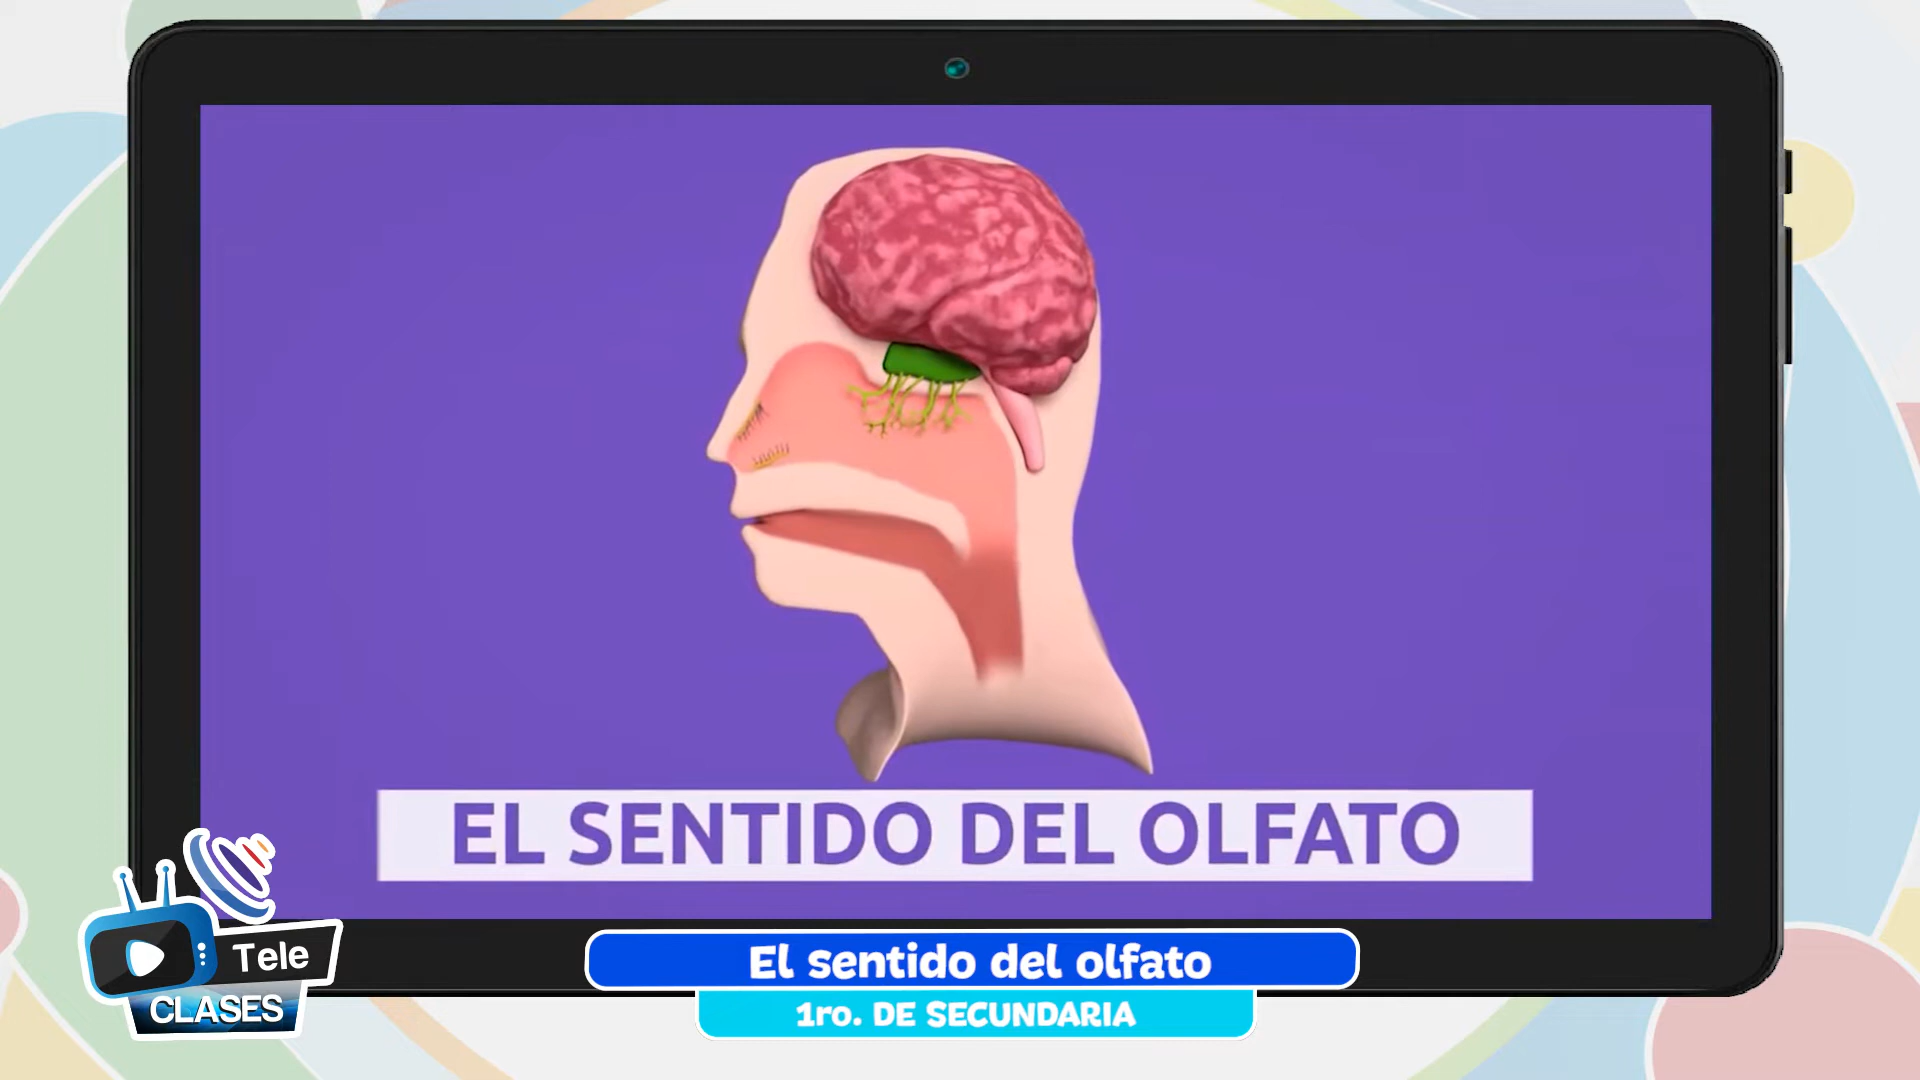 EL SENTIDO DEL OLFATO
Tele
CLASES
El sentido del olfato
1ro. DE SECUNDARIA